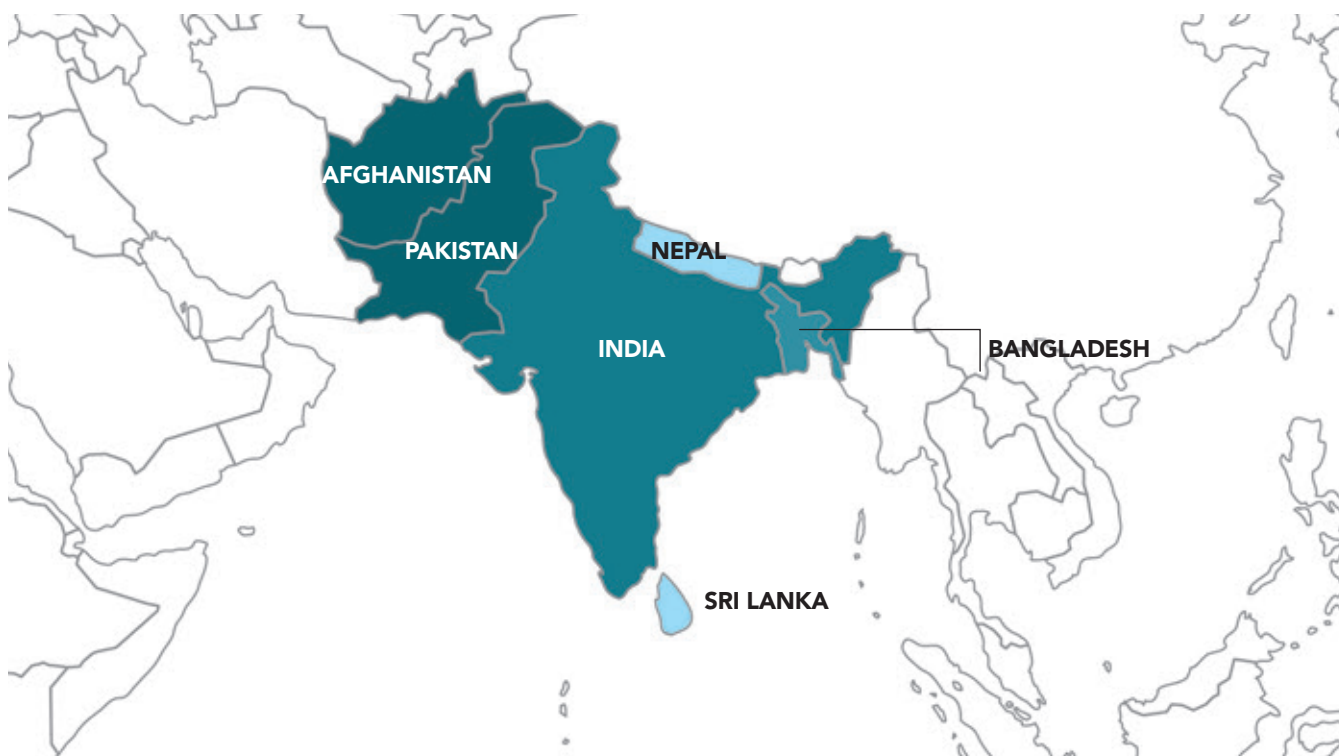 AFGHANISTAN
PAKISTAN
NEPAL
INDIA
BANGLADESH
SRI LANKA